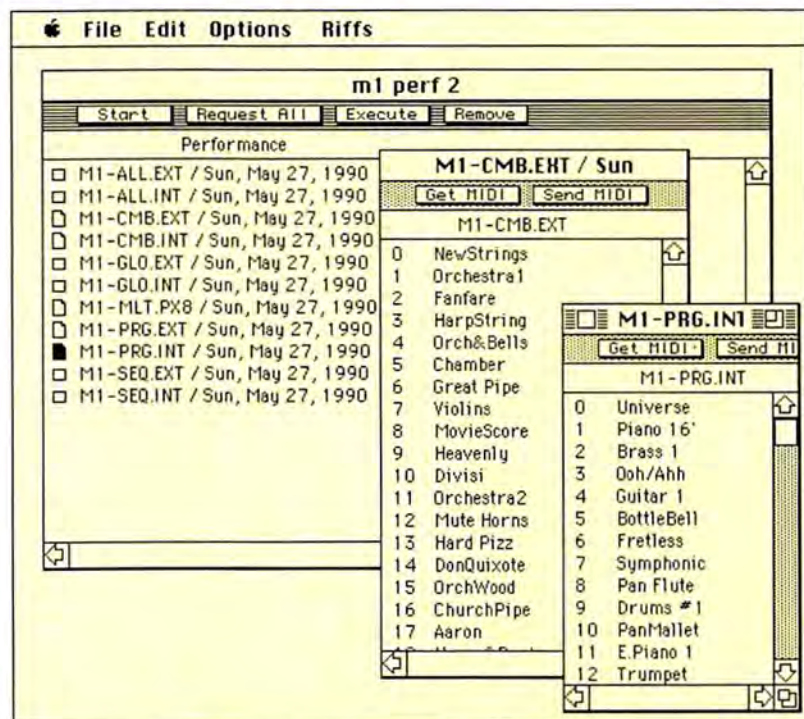 File Edit Options Riffs
m1 perf 2
Start Request All Execute Remove
Performance
M1-ALL.EXT / Sun, May 27, 1990
M1-ALL.INT / Sun, May 27, 1990
M1-CMB.EXT / Sun, May 27, 1990
M1-CMB.INT / Sun, May 27, 1990
M1-GLO.EXT / Sun, May 27, 1990
M1-GLO.INT / Sun, May 27, 1990
M1-MLT.PX8 / Sun, May 27, 1990
M1-PRG.EXT / Sun, May 27, 1990
M1-PRG.INT / Sun, May 27, 1990
M1-SEQ.EXT / Sun, May 27, 1990
M1-SEQ.INT / Sun, May 27, 1990
M1-CMB.EXT / Sun
Get MIDI Send MIDI
M1-CMB.EXT
0 NewStrings
1 Orchestra1
2 Fanfare
3 HarpString
4 Orch&Bells
5 Chamber
6 Great Pipe
7 Violins
8 MovieScore
9 Heavenly
10 Divisi
11 Orchestra2
12 Mute Horns
13 Hard Pizz
14 DonQuixote
15 OrchWood
16 ChurchPipe
17 Aaron
M1-PRG.INT
Get MIDI Send MI
M1-PRG.INT
0 Universe
1 Piano 16'
2 Brass 1
3 Ooh/Ahh
4 Guitar 1
5 BottleBell
6 Fretless
7 Symphonic
8 Pan Flute
9 Drums #1
10 PanMallet
11 E.Piano 1
12 Trumpet